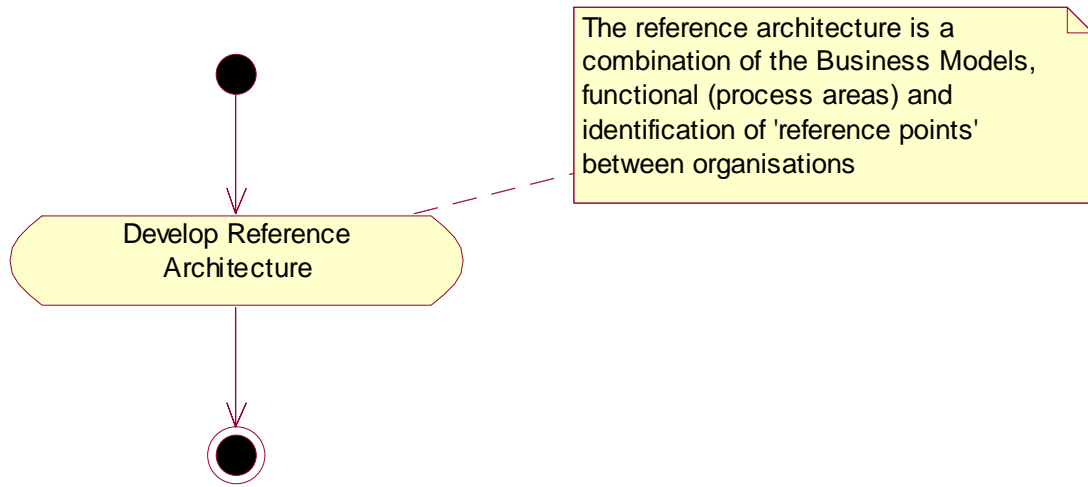 The reference architecture is a
combination of the Business Models,
functional (process areas) and
identification of 'reference points'
between organisations
Develop Reference
Architecture